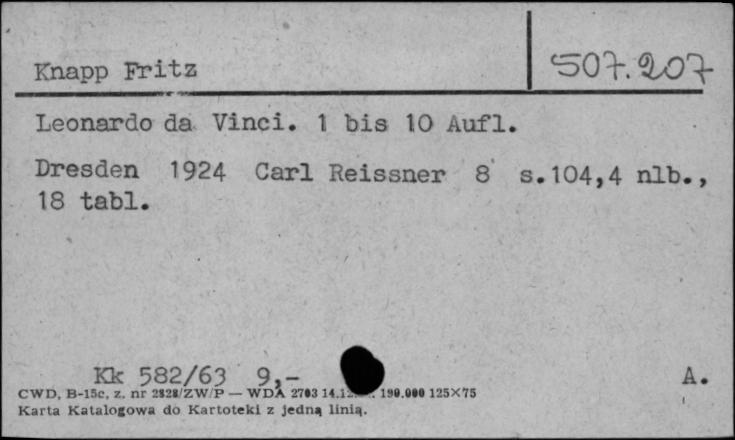 Knapp Fritz
507.207
Leonardo da Vinci. 1 bis 10 Aufl.
Dresden 1924 Carl Reissner 8 s.104,4 nlb.,
18 tabl.
Kk 582/63 9,-
A.
CWD, B-15c, z. nr 2828/ZW/P — WDA 2703 190.000 125×75
Karta Katalogowa do Kartoteki z jedną linią.